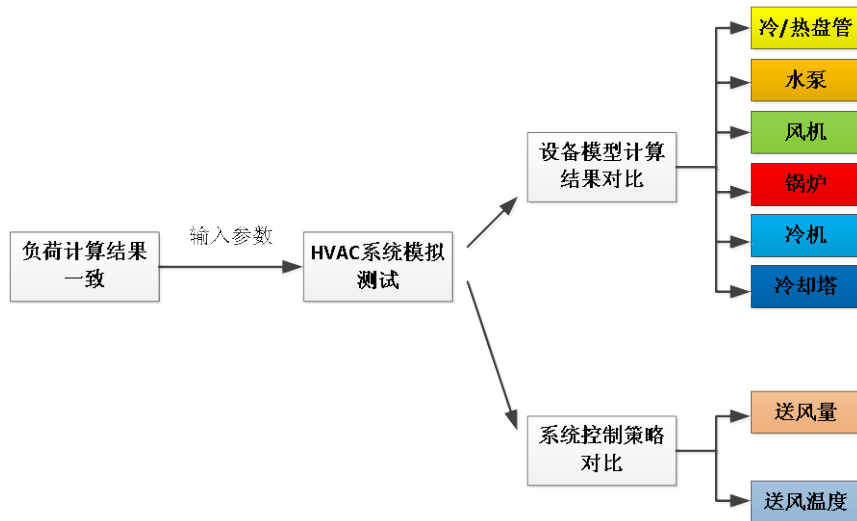 负荷计算结果
一致
输入参数
HVAC系统模拟
测试
设备模型计算
结果对比
冷/热盘管
水泵
风机
锅炉
冷机
冷却塔
系统控制策略
对比
送风量
送风温度